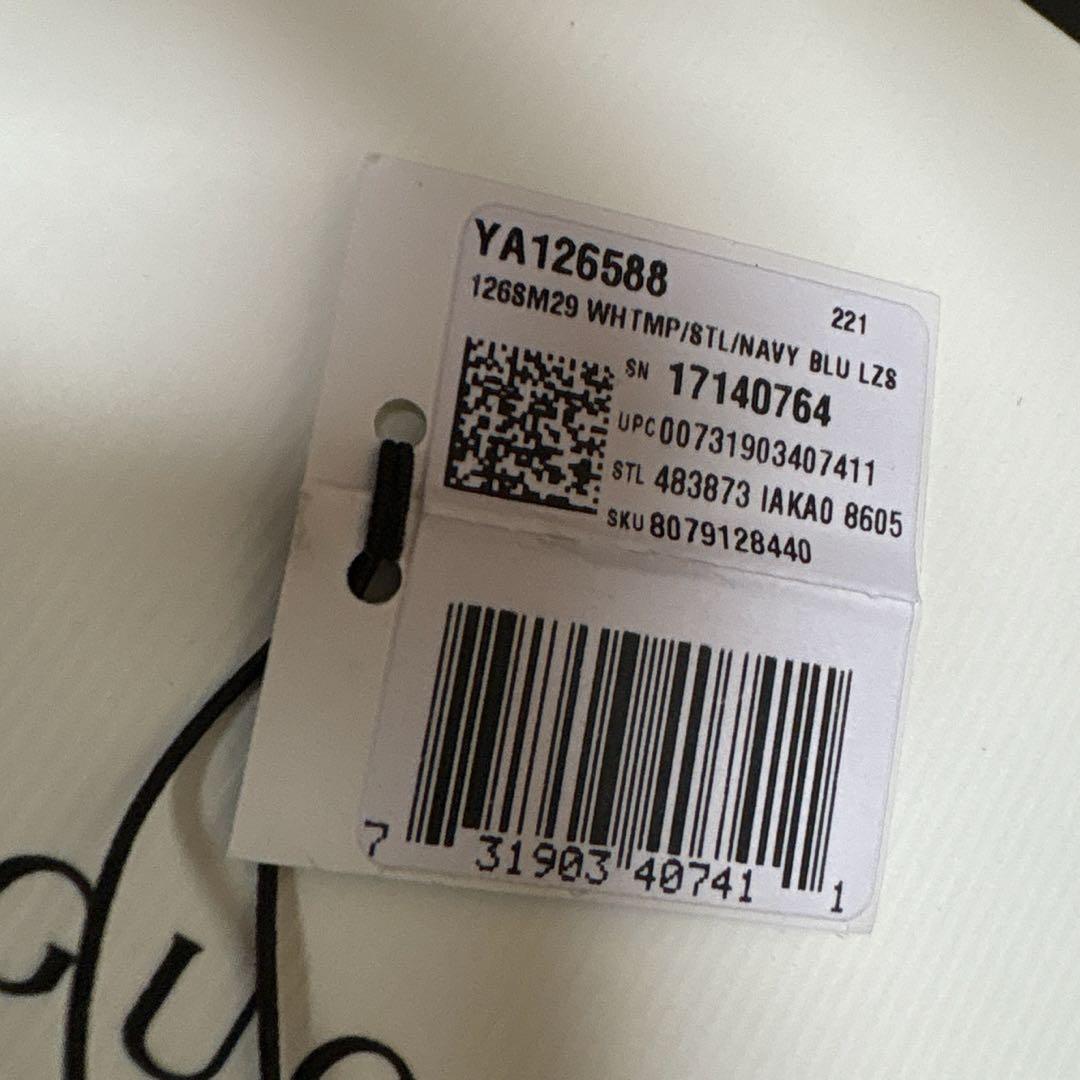 YA126588
221
126SM29 WHTMP/STL/NAVY BLU LZS
SN 17140764
UPC 00731903407411
STL 483873 IAKA0 8605
SKU 8079128440
7 31903 40741 1